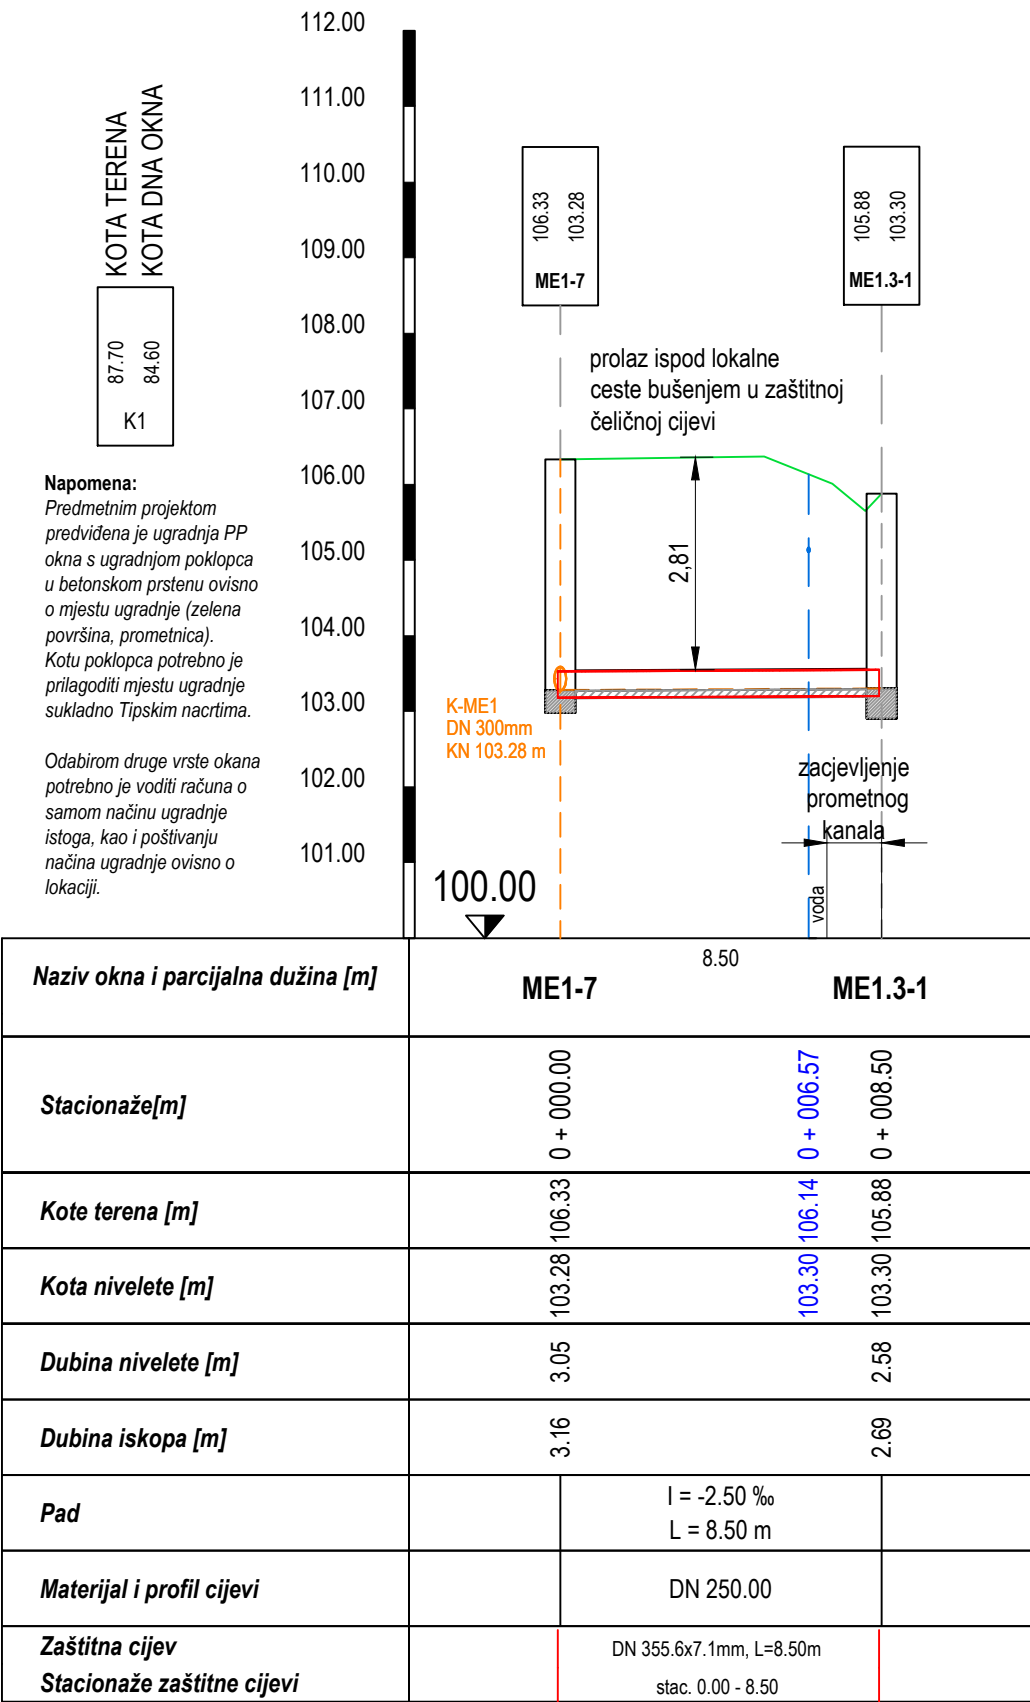 112.00
111.00
110.00
109.00
108.00
107.00
106.00
105.00
104.00
103.00
102.00
101.00
100.00
KOTA TERENA
KOTA DNA OKNA
87.70
84.60
K1
Napomena:
Predmetnim projektom
predviđena je ugradnja PP
okna s ugradnjom poklopca
u betonskom prstenu ovisno
o mjestu ugradnje (zelena
površina, prometnica).
Kotu poklopca potrebno je
prilagoditi mjestu ugradnje
sukladno Tipskim nacrtima.
Odabirom druge vrste okana
potrebno je voditi računa o
samom načinu ugradnje
istoga, kao i poštivanju
načina ugradnje ovisno o
lokaciji.
106.33
103.28
ME1-7
105.88
103.30
ME1.3-1
prolaz ispod lokalne
ceste bušenjem u zaštitnoj
čeličnoj cijevi
2,81
K-ME1
DN 300mm
KN 103.28 m
zacjevljenje
prometnog
kanala
voda
Naziv okna i parcijalna dužina [m]
8.50
ME1-7 ME1.3-1
Stacionaže[m]
0 + 000.00
0 + 006.57
0 + 008.50
Kote terena [m]
106.33
106.14
105.88
Kota nivelete [m]
103.28
103.30
103.30
Dubina nivelete [m]
3.05
2.58
Dubina iskopa [m]
3.16
2.69
Pad
I = -2.50 ‰
L = 8.50 m
Materijal i profil cijevi
DN 250.00
Zaštitna cijev
DN 355.6x7.1mm, L=8.50m
Stacionaže zaštitne cijevi
stac. 0.00 - 8.50